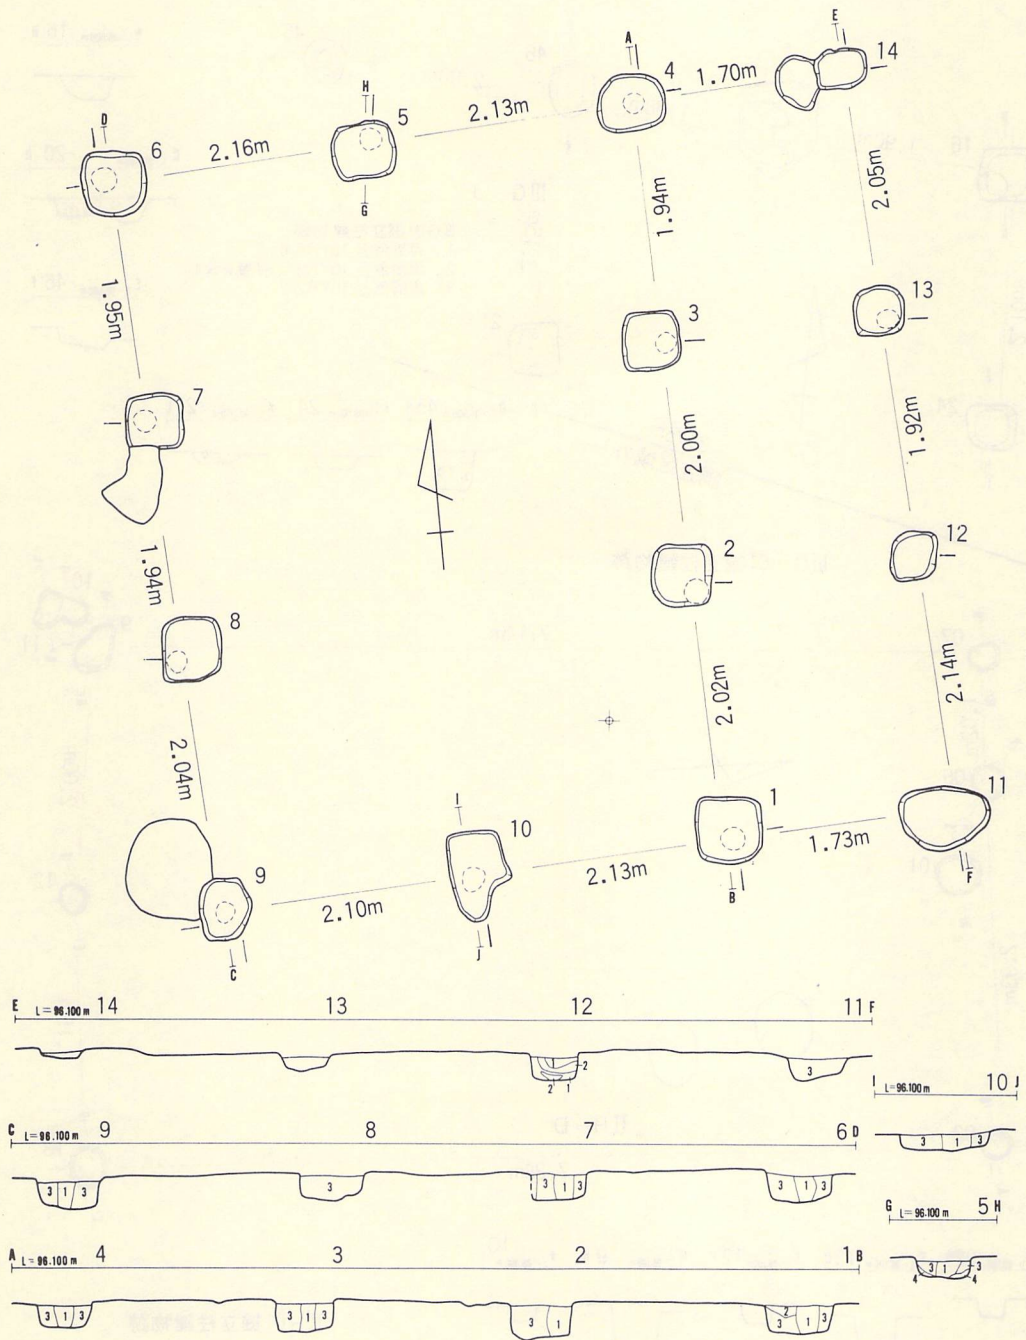 E
A
14
4
1.70m
H
5
2.13m
D
6
2.16m
T
G
1.94m
2.05m
1.95m
3
13
7
2.00m
1.92m
2
12
1.94m
8
2.02m
2.14m
2.04m
1
11
I
10
1.73m
F
2.13m
9
2.10m
B
J
C
E L=96.100m 14 13 12 11 F
1 2
2 1
3
I L=96.100m 10 J
3 1 3
C L=96.100m 9 8 7 6 D
3 1 3 3 3 1 3 3 1 3
G L=96.100m 5 H
3 1 3
4 4
A L=96.100m 4 3 2 1 B
3 1 3 3 1 3 3 1 2 3 1 3